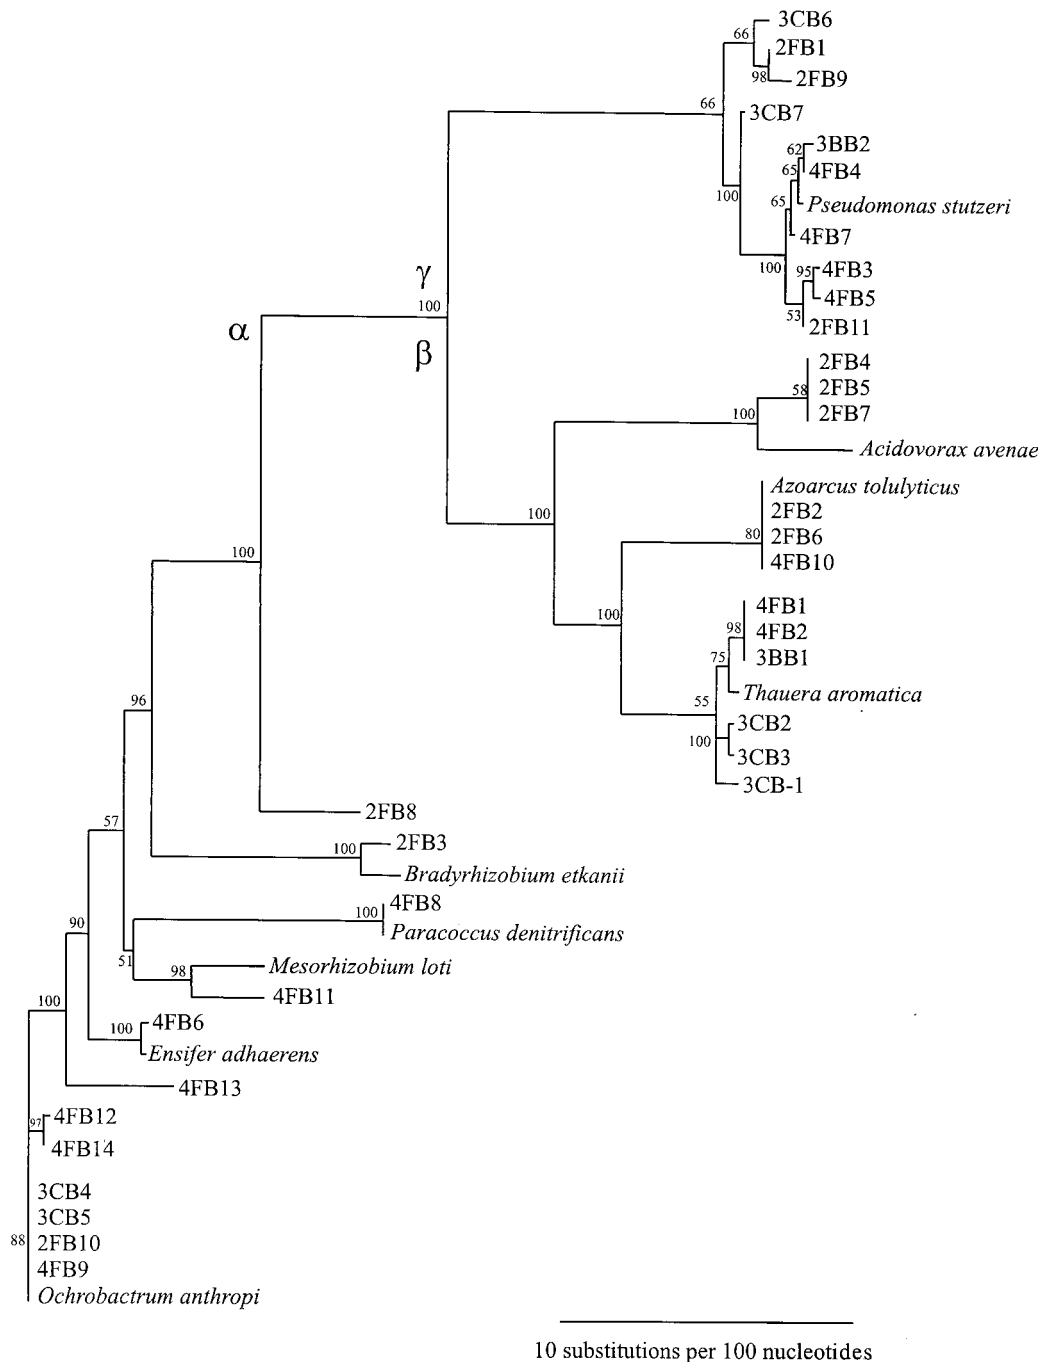 3CB6
66
2FB1
98
2FB9
66
3CB7
3BB2
62
4FB4
65
Pseudomonas stutzeri
65
100
4FB7
100
95
4FB3
4FB5
53
2FB11
γ
100
α
β
2FB4
58
2FB5
2FB7
100
Acidovorax avenae
Azoarcus tolulyticus
2FB2
100
80
2FB6
4FB10
100
4FB1
98
4FB2
3BB1
75
Thauera aromatica
55
3CB2
100
3CB3
3CB-1
100
96
2FB8
57
2FB3
100
Bradyrhizobium etkanii
4FB8
100
Paracoccus denitrificans
90
51
Mesorhizobium loti
98
4FB11
100
4FB6
100
Ensifer adhaerens
4FB13
4FB12
97
4FB14
3CB4
3CB5
88
2FB10
4FB9
Ochrobactrum anthropi
10 substitutions per 100 nucleotides